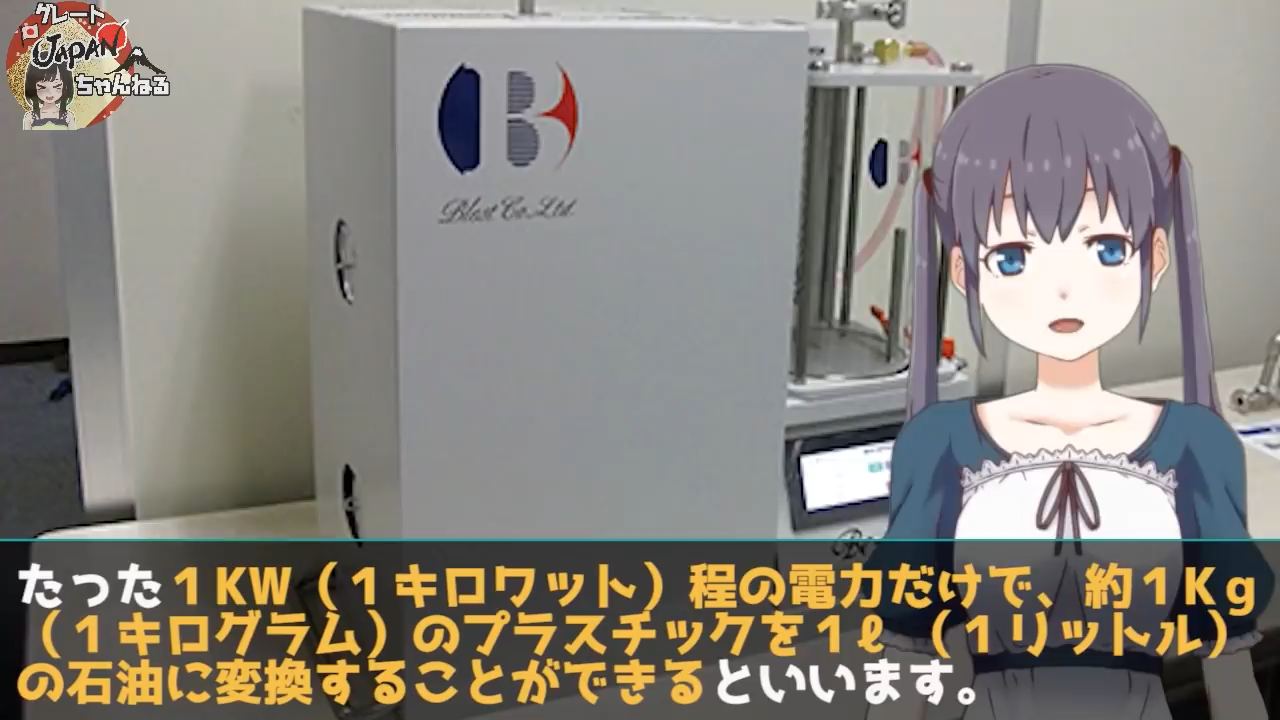 グレート
JAPAN
ちゃんねる
B
Blest Co.,Ltd.
たった１KW（１キロワット）程の電力だけで、約１Kg
（１キログラム）のプラスチックを１ℓ （１リットル）
の石油に変換することができるといいます。